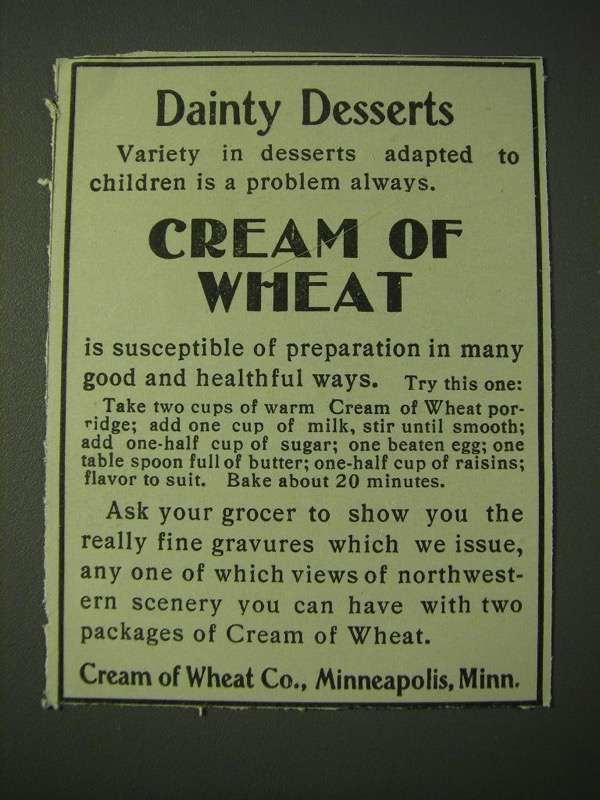 Dainty Desserts
Variety in desserts adapted to
children is a problem always.
CREAM OF
WHEAT
is susceptible of preparation in many
good and healthful ways. Try this one:
Take two cups of warm Cream of Wheat por-
ridge; add one cup of milk, stir until smooth;
add one-half cup of sugar; one beaten egg; one
table spoon full of butter; one-half cup of raisins;
flavor to suit. Bake about 20 minutes.
Ask your grocer to show you the
really fine gravures which we issue,
any one of which views of northwest-
ern scenery you can have with two
packages of Cream of Wheat.
Cream of Wheat Co., Minneapolis, Minn.